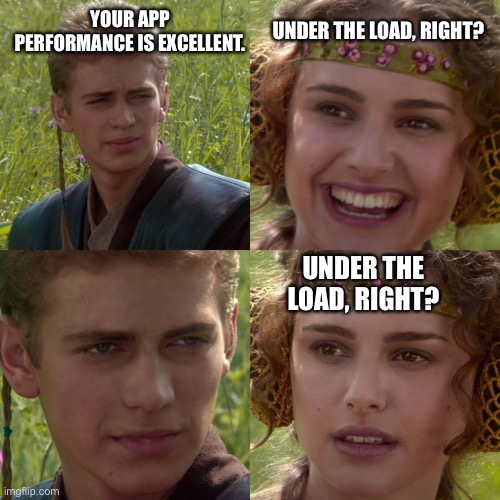 YOUR APP
PERFORMANCE IS EXCELLENT.
UNDER THE LOAD, RIGHT?
UNDER THE
LOAD, RIGHT?
imgflip.com